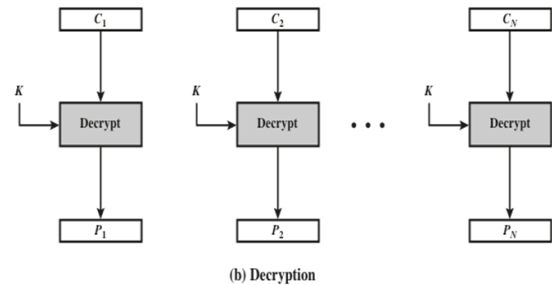 C1 C2 CN
K K K
Decrypt Decrypt • • • Decrypt
P1 P2 PN
(b) Decryption